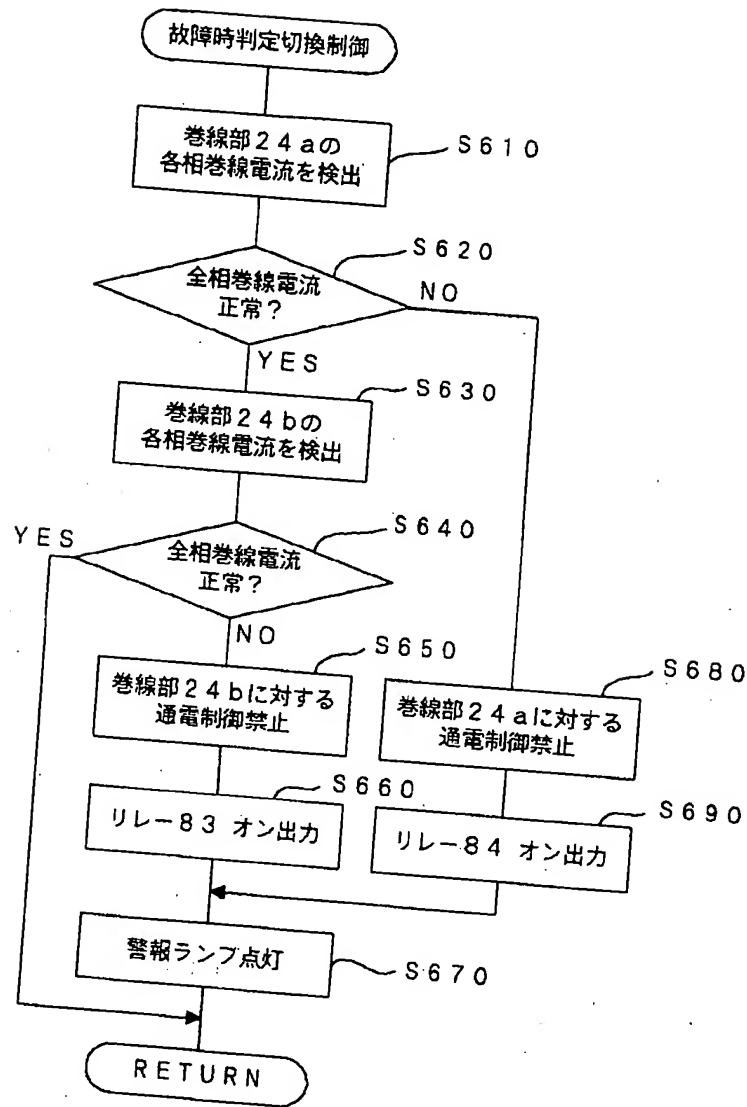 故障時判定切換制御
巻線部24aの
各相巻線電流を検出
S610
S620
全相巻線電流
正常?
NO
YES
S630
巻線部24bの
各相巻線電流を検出
S640
YES
全相巻線電流
正常?
NO
S650
巻線部24bに対する
通電制御禁止
S680
巻線部24aに対する
通電制御禁止
S660
リレー83 オン出力
S690
リレー84 オン出力
警報ランプ点灯
S670
RETURN